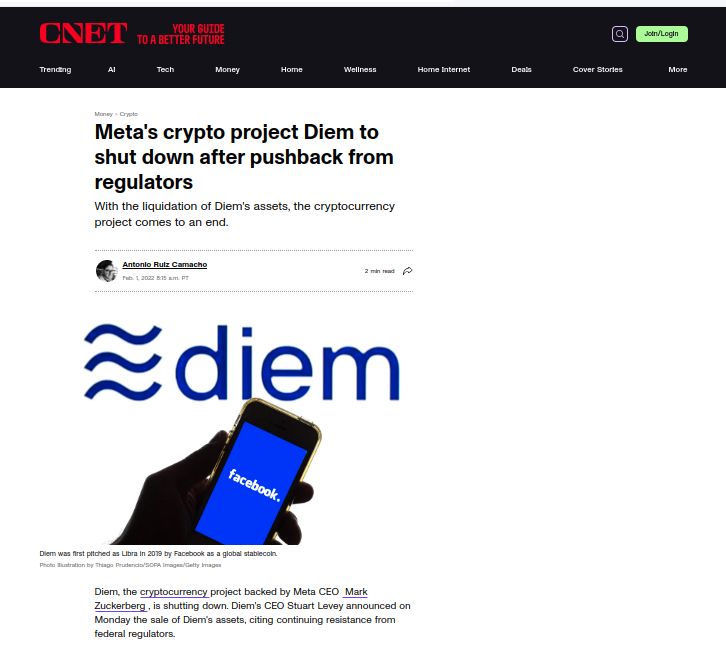 CNET
YOUR GUIDE
TO A BETTER FUTURE
Join/Login
Trending AI Tech Money Home Wellness Home Internet Deals Cover Stories More
Money › Crypto
Meta's crypto project Diem to
shut down after pushback from
regulators
With the liquidation of Diem's assets, the cryptocurrency
project comes to an end.
Antonio Ruiz Camacho
Feb. 1, 2022 8:15 a.m. PT
2 min read
diem
facebook.
Diem was first pitched as Libra in 2019 by Facebook as a global stablecoin.
Photo Illustration by Thiago Prudencio/SOPA Images/Getty Images
Diem, the cryptocurrency project backed by Meta CEO Mark
Zuckerberg , is shutting down. Diem's CEO Stuart Levey announced on
Monday the sale of Diem's assets, citing continuing resistance from
federal regulators.